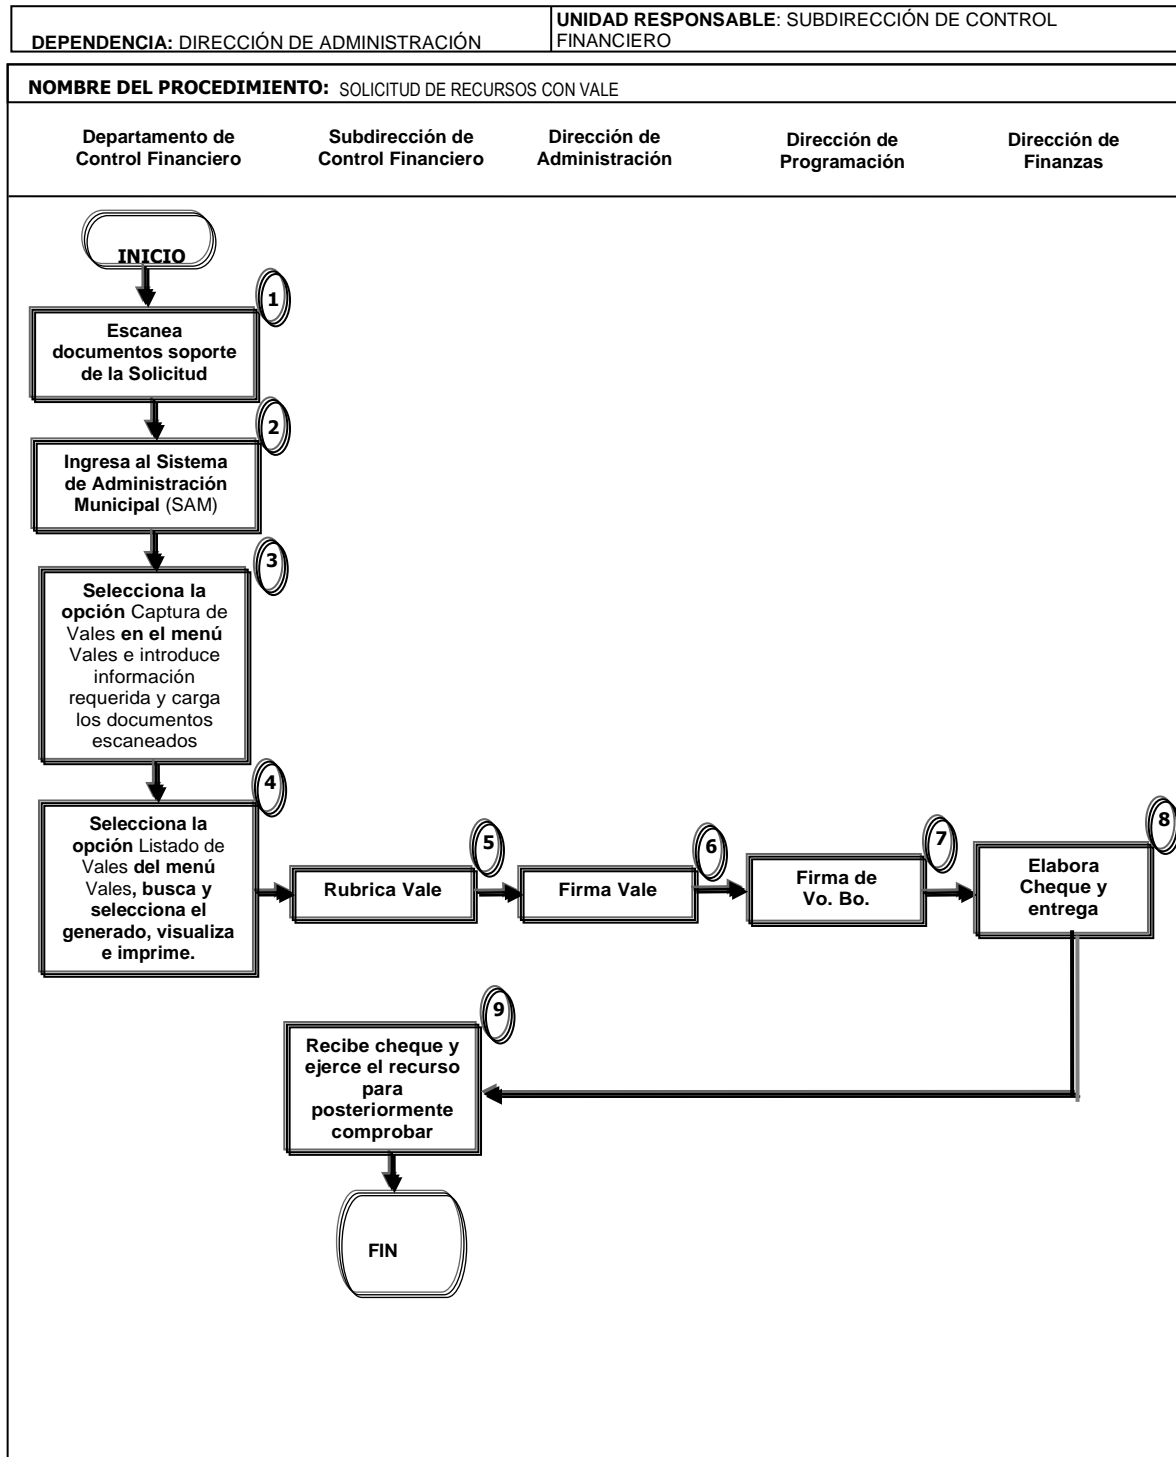 DEPENDENCIA: DIRECCIÓN DE ADMINISTRACIÓN
UNIDAD RESPONSABLE: SUBDIRECCIÓN DE CONTROL
FINANCIERO
NOMBRE DEL PROCEDIMIENTO: SOLICITUD DE RECURSOS CON VALE
Departamento de
Control Financiero
Subdirección de
Control Financiero
Dirección de
Administración
Dirección de
Programación
Dirección de
Finanzas
INICIO
1
Escanea
documentos soporte
de la Solicitud
2
Ingresa al Sistema
de Administración
Municipal (SAM)
3
Selecciona la
opción Captura de
Vales en el menú
Vales e introduce
información
requerida y carga
los documentos
escaneados
4
Selecciona la
opción Listado de
Vales del menú
Vales, busca y
selecciona el
generado, visualiza
e imprime.
5
Rubrica Vale
6
Firma Vale
7
Firma de
Vo. Bo.
8
Elabora
Cheque y
entrega
9
Recibe cheque y
ejerce el recurso
para
posteriormente
comprobar
FIN